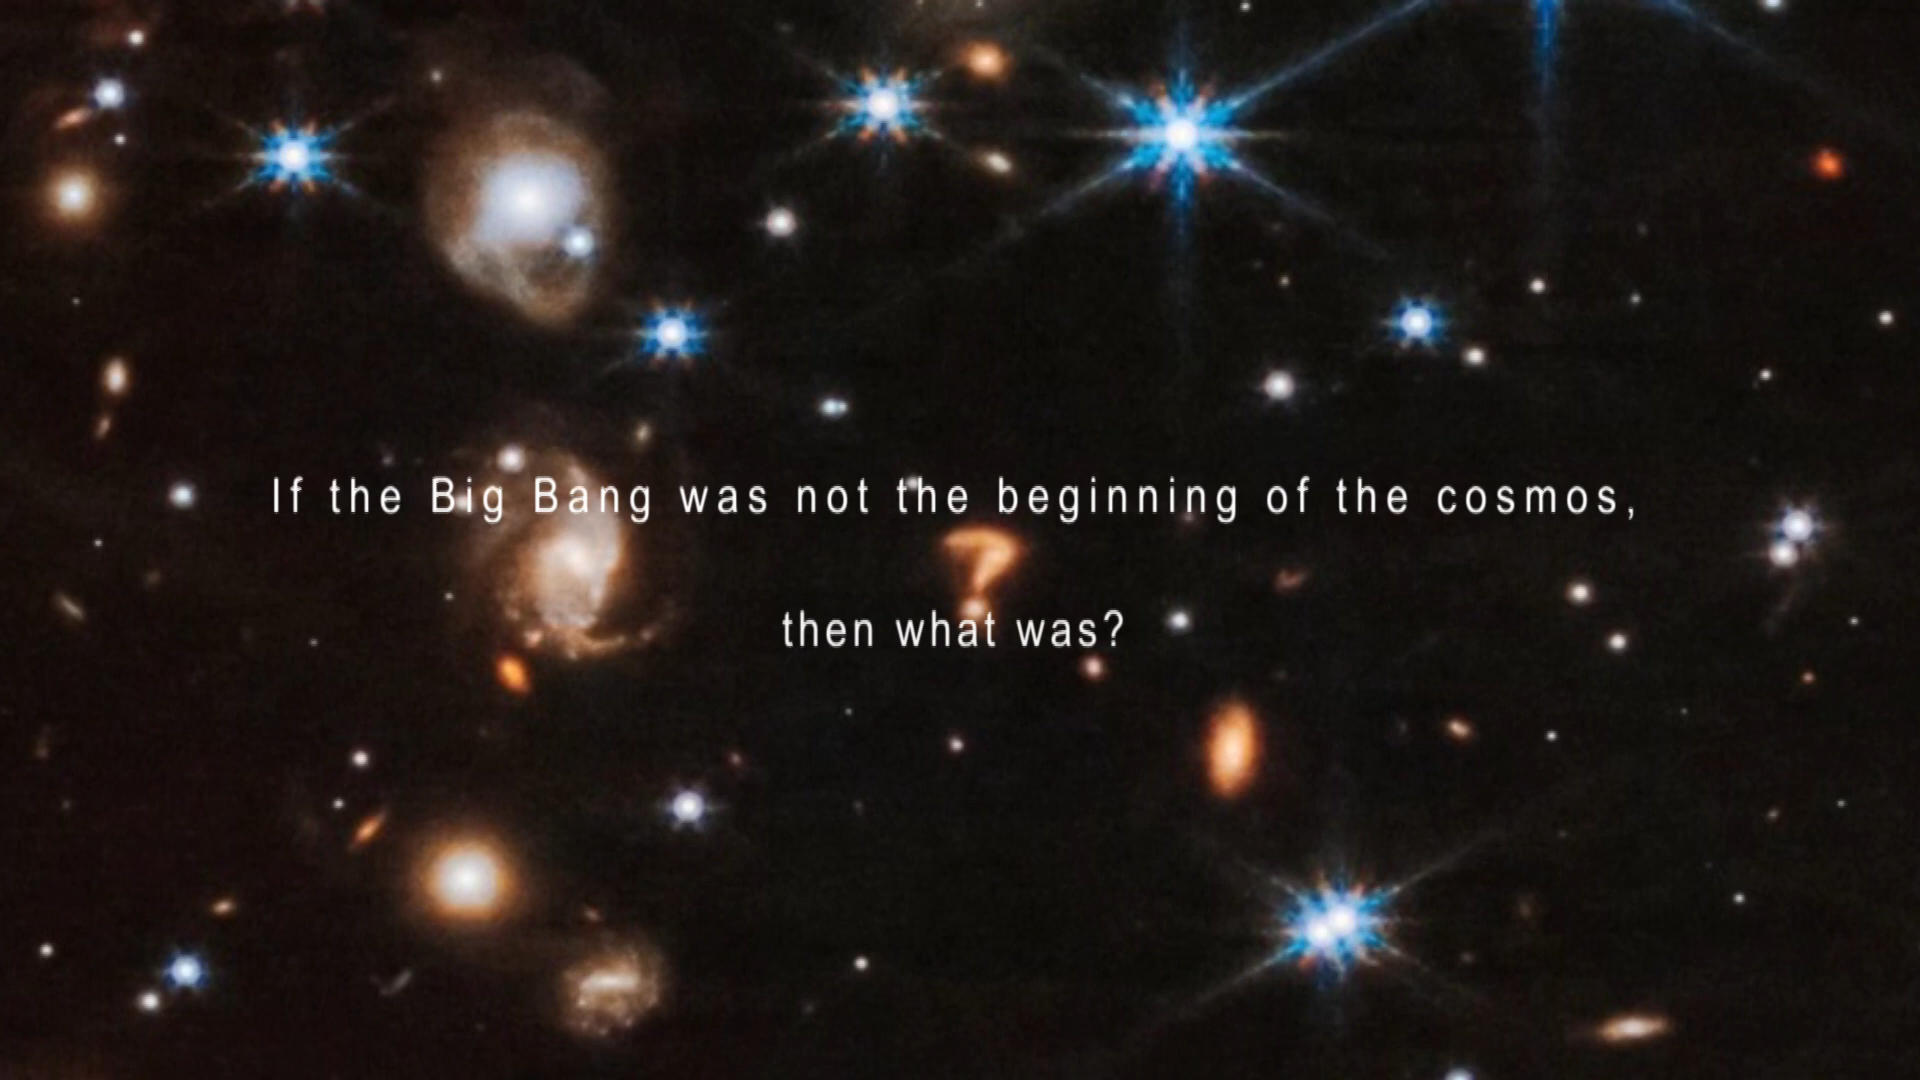 If the Big Bang was not the beginning of the cosmos,
then what was?